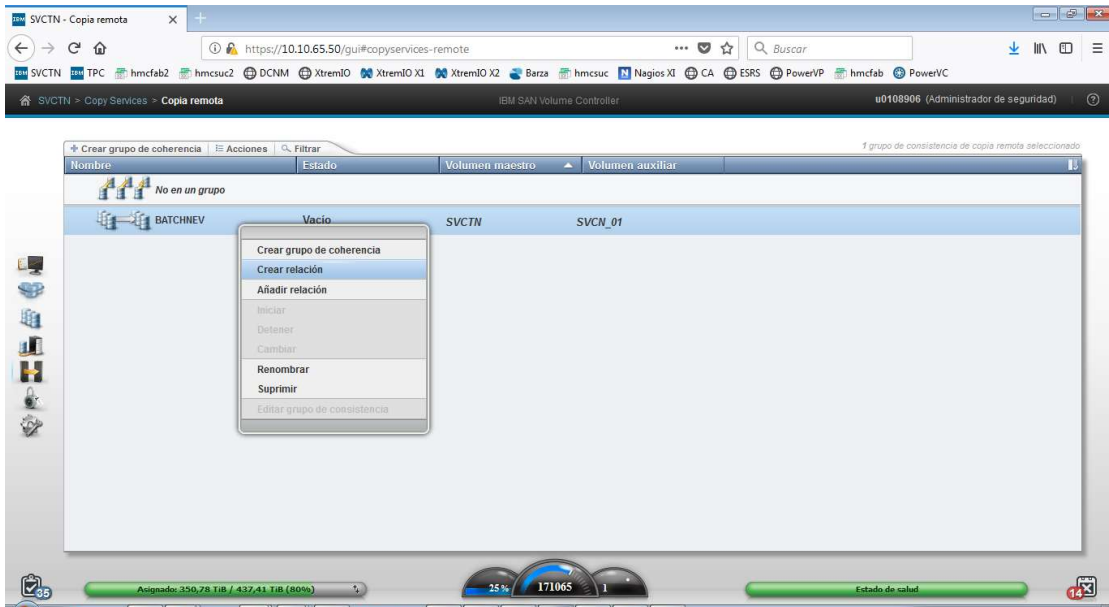 SVCTN - Copia remota
https://10.10.65.50/gui#copyservices-remote
Buscar
SVCTN TPC hmcfab2 hmcsuc2 DCNM XtremIO XtremIO X1 XtremIO X2 Barza hmcsuc Nagios XI CA ESRS PowerVP hmcfab PowerVC
SVCTN > Copy Services > Copia remota
IBM SAN Volume Controller
u0108906 (Administrador de seguridad)
Crear grupo de coherencia Acciones Filtrar
1 grupo de consistencia de copia remota seleccionado
Nombre Estado Volumen maestro Volumen auxiliar
No en un grupo
BATCHNEV Vacío SVCTN SVCN_01
Crear grupo de coherencia
Crear relación
Añadir relación
Iniciar
Detener
Cambiar
Renombrar
Suprimir
Editar grupo de consistencia
35
Asignado: 350,78 TiB / 437,41 TiB (80%)
25% 171065 1
Estado de salud
14